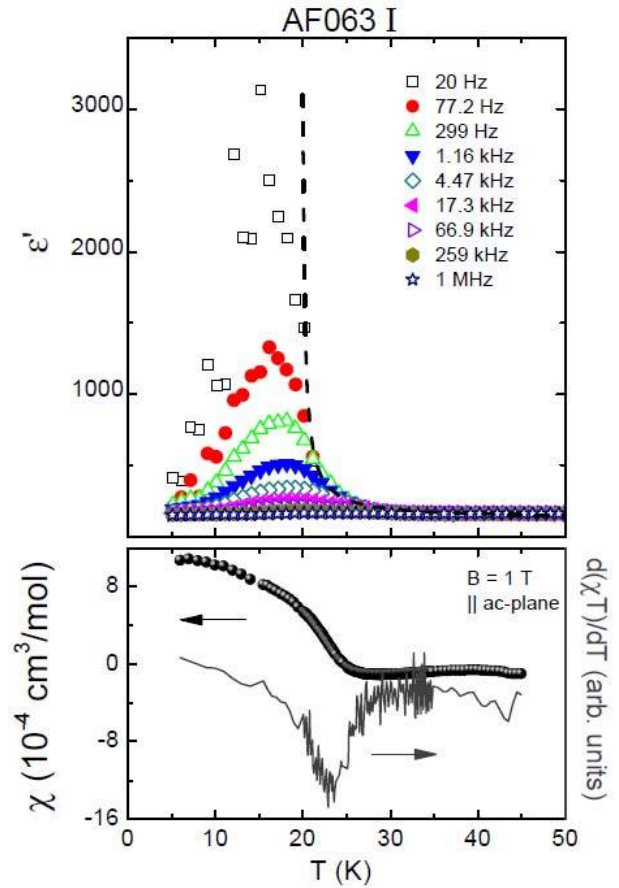 AF063 I
3000
2000
1000
ε'
20 Hz
77.2 Hz
299 Hz
1.16 kHz
4.47 kHz
17.3 kHz
66.9 kHz
259 kHz
1 MHz
8
0
-8
-16
χ (10⁻⁴ cm³/mol)
B = 1 T
|| ac-plane
d(χT)/dT (arb. units)
0 10 20 30 40 50
T (K)